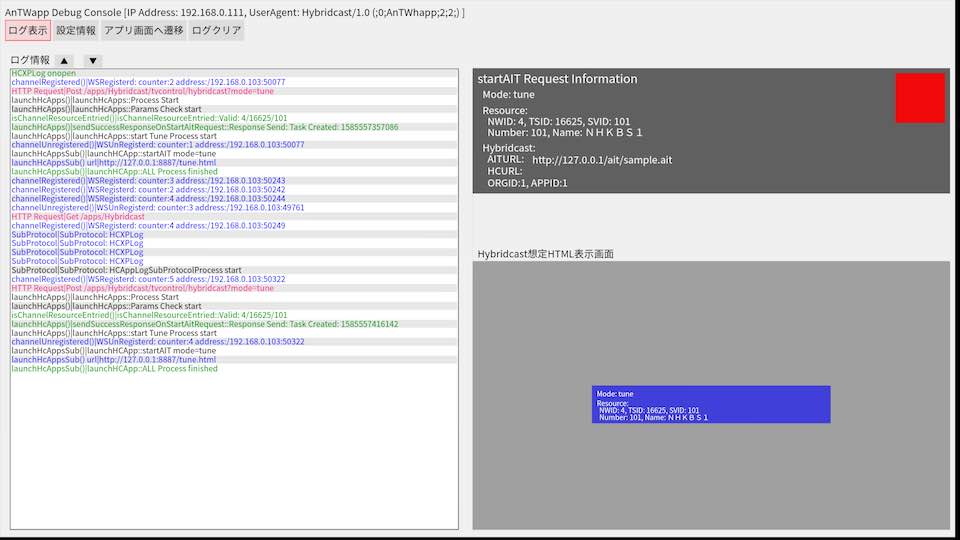 AnTWapp Debug Console [IP Address: 192.168.0.111, UserAgent: Hybridcast/1.0 (;0;AnTWhapp;2;2;) ]
ログ表示 設定情報 アプリ画面へ遷移 ログクリア
ログ情報 ▲ ▼
HCXPLog onopen
channelRegistered()|WSRegisterd: counter:2 address:/192.168.0.103:50077
HTTP Request|Post /apps/Hybridcast/tvcontrol/hybridcast?mode=tune
launchHcApps()|launchHcApps::Process Start
launchHcApps()|launchHcApps::Params Check start
isChannelResourceEntried()|isChannelResourceEntried::Valid: 4/16625/101
launchHcApps()|sendSuccessResponseOnStartAitRequest::Response Send: Task Created: 1585557357086
launchHcApps()|launchHcApps::start Tune Process start
channelUnregistered()|WSUnRegisterd: counter:1 address:/192.168.0.103:50077
launchHcAppsSub()|launchHCApp::startAIT mode=tune
launchHcAppsSub() url|http://127.0.0.1:8887/tune.html
launchHcAppsSub()|launchHCApp::ALL Process finished
channelRegistered()|WSRegisterd: counter:3 address:/192.168.0.103:50243
channelRegistered()|WSRegisterd: counter:2 address:/192.168.0.103:50242
channelRegistered()|WSRegisterd: counter:4 address:/192.168.0.103:50244
channelUnregistered()|WSUnRegisterd: counter:3 address:/192.168.0.103:49761
HTTP Request|Get /apps/Hybridcast
channelRegistered()|WSRegisterd: counter:4 address:/192.168.0.103:50249
SubProtocol|SubProtocol: HCXPLog
SubProtocol|SubProtocol: HCXPLog
SubProtocol|SubProtocol: HCXPLog
SubProtocol|SubProtocol: HCXPLog
SubProtocol|SubProtocol: HCAppLogSubProtocolProcess start
channelRegistered()|WSRegisterd: counter:5 address:/192.168.0.103:50322
HTTP Request|Post /apps/Hybridcast/tvcontrol/hybridcast?mode=tune
launchHcApps()|launchHcApps::Process Start
launchHcApps()|launchHcApps::Params Check start
isChannelResourceEntried()|isChannelResourceEntried::Valid: 4/16625/101
launchHcApps()|sendSuccessResponseOnStartAitRequest::Response Send: Task Created: 1585557416142
launchHcApps()|launchHcApps::start Tune Process start
channelUnregistered()|WSUnRegisterd: counter:4 address:/192.168.0.103:50322
launchHcAppsSub()|launchHCApp::startAIT mode=tune
launchHcAppsSub() url|http://127.0.0.1:8887/tune.html
launchHcAppsSub()|launchHCApp::ALL Process finished
startAIT Request Information
Mode: tune
Resource:
NWID: 4, TSID: 16625, SVID: 101
Number: 101, Name: ＮＨＫＢＳ１
Hybridcast:
AITURL: http://127.0.0.1/ait/sample.ait
HCURL:
ORGID:1, APPID:1
Hybridcast想定HTML表示画面
Mode: tune
Resource:
NWID: 4, TSID: 16625, SVID: 101
Number: 101, Name: ＮＨＫＢＳ１